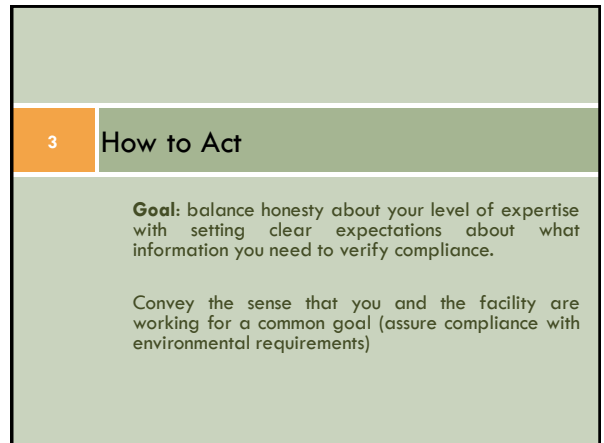 3
How to Act
Goal: balance honesty about your level of expertise
with setting clear expectations about what
information you need to verify compliance.
Convey the sense that you and the facility are
working for a common goal (assure compliance with
environmental requirements)